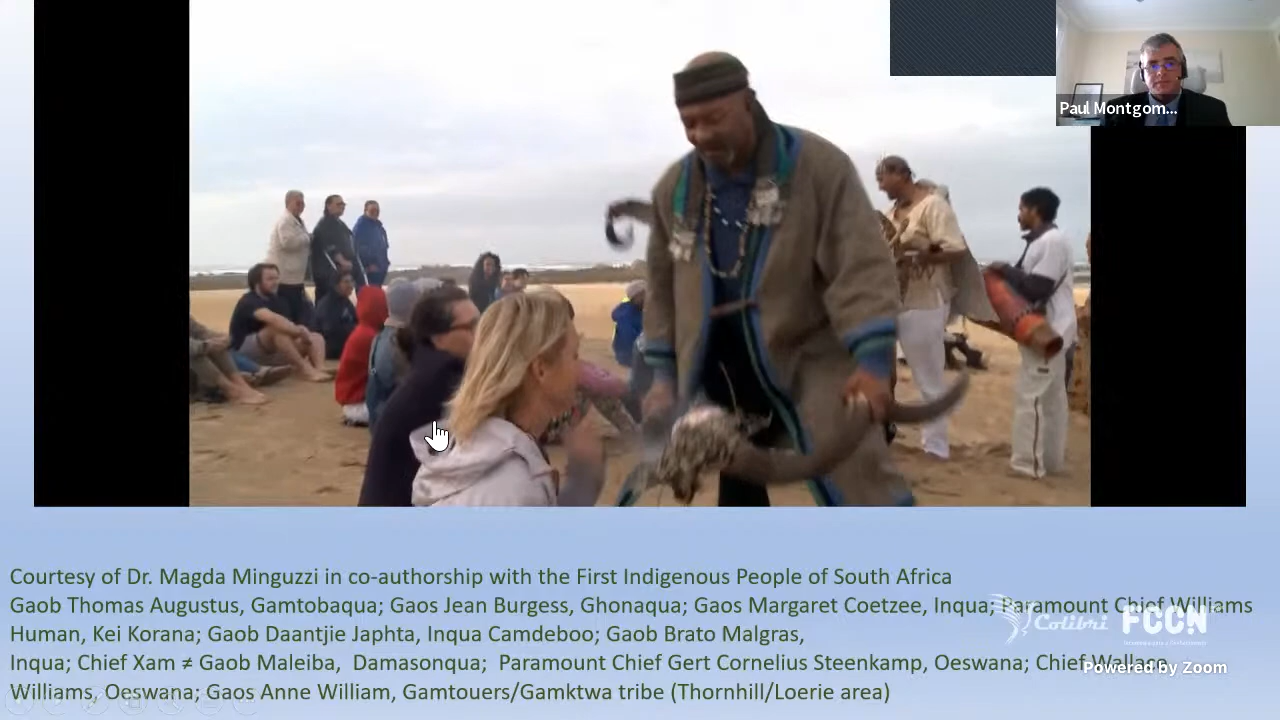 Paul Montgom...
Courtesy of Dr. Magda Minguzzi in co-authorship with the First Indigenous People of South Africa
Gaob Thomas Augustus, Gamtobaqua; Gaos Jean Burgess, Ghonaqua; Gaos Margaret Coetzee, Inqua; Paramount Chief Williams
Human, Kei Korana; Gaob Daantjie Japhta, Inqua Camdeboo; Gaob Brato Malgras,
Colibri FCCN
Inqua; Chief Xam ≠ Gaob Maleiba, Damasonqua; Paramount Chief Gert Cornelius Steenkamp, Oeswana; Chief
Powered by Zoom
Williams, Oeswana; Gaos Anne William, Gamtouers/Gamktwa tribe (Thornhill/Loerie area)